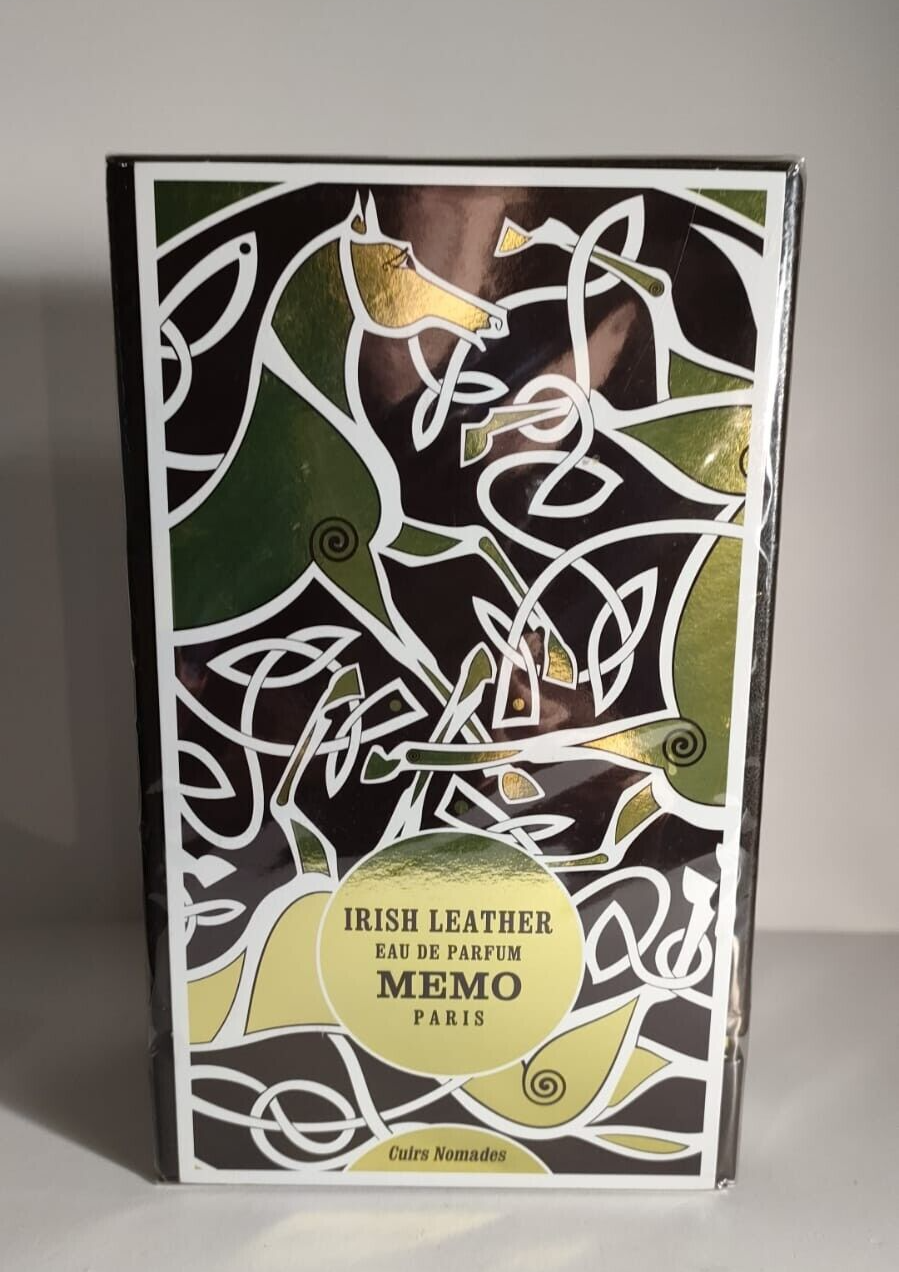 IRISH LEATHER
EAU DE PARFUM
MEMO
PARIS
Cuirs Nomades